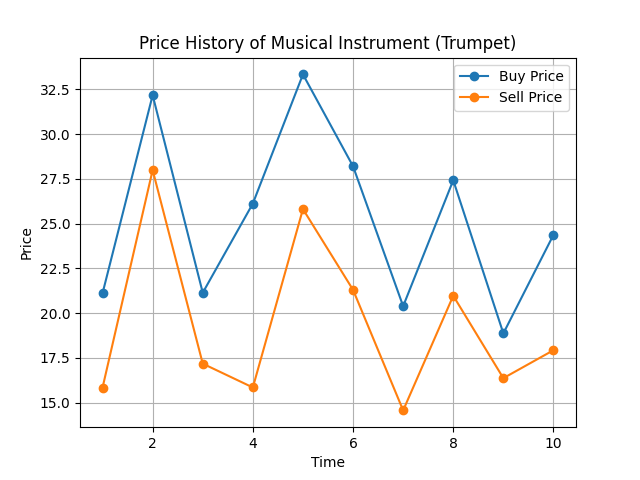 Price History of Musical Instrument (Trumpet)
Buy Price
Sell Price
Price
32.5
30.0
27.5
25.0
22.5
20.0
17.5
15.0
2 4 6 8 10
Time